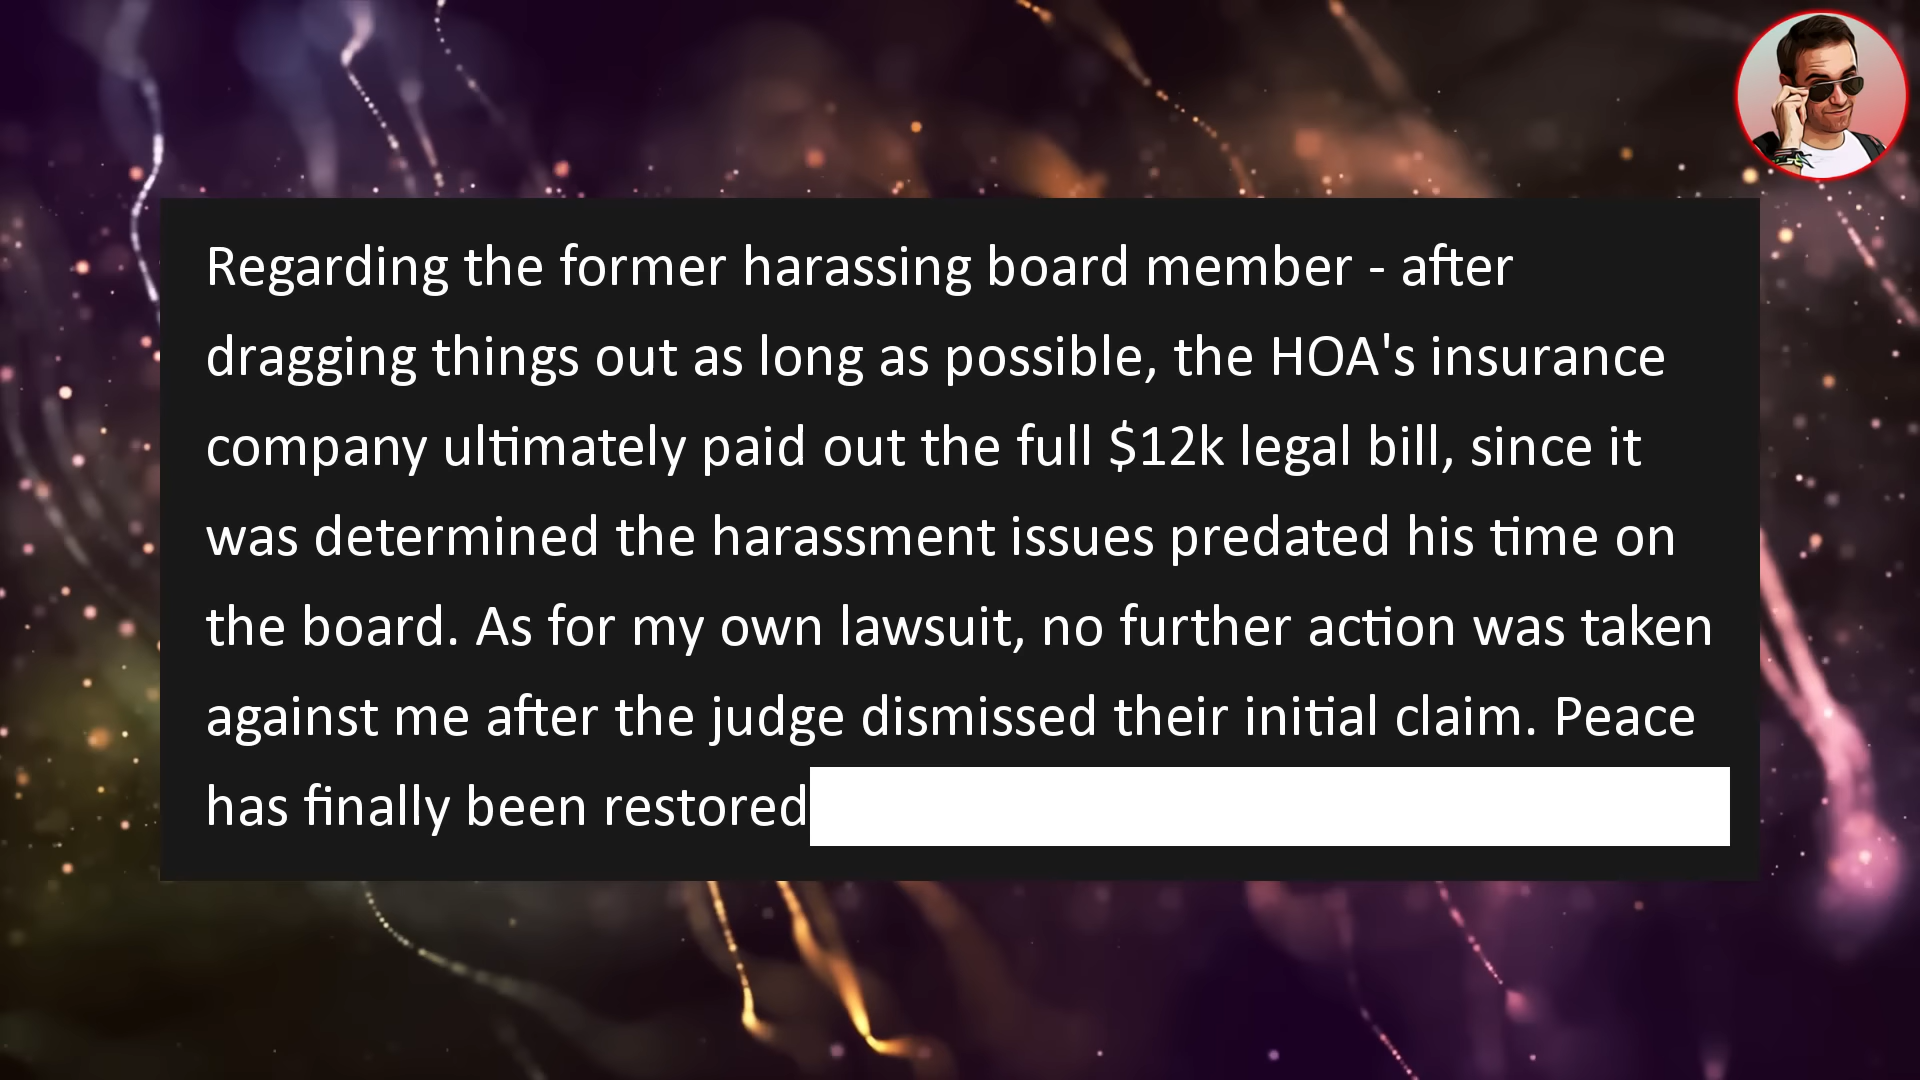 Regarding the former harassing board member - after
dragging things out as long as possible, the HOA's insurance
company ultimately paid out the full $12k legal bill, since it
was determined the harassment issues predated his time on
the board. As for my own lawsuit, no further action was taken
against me after the judge dismissed their initial claim. Peace
has finally been restored